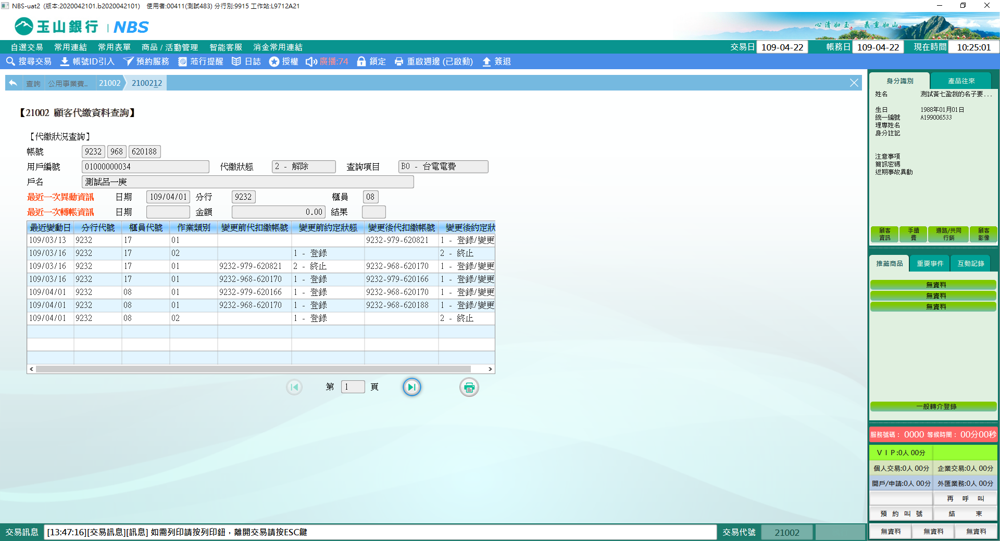 NBS-uat2 (版本:2020042101.b2020042101) 使用者:00411(測試483) 分行別:9915 工作站:L9712A21
玉山銀行 | NBS
心清如玉 義重如山
自選交易 常用連結 常用表單 商品 / 活動管理 智能客服 消金常用連結 交易日 109-04-22 帳務日 109-04-22 現在時間 10:25:01
搜尋交易 帳號ID引入 預約服務 蒞行提醒 日誌 授權 廣播:74 鎖定 重啟週邊 (已啟動) 簽退
查詢 公用事業費.. 21002 2100212
【21002 顧客代繳資料查詢】
【代繳狀況查詢】
帳號 9232 968 620188
用戶編號 01000000034 代繳狀態 2 - 解除 查詢項目 B0 - 台電電費
戶名 測試呂一庚
最近一次異動資訊 日期 109/04/01 分行 9232 櫃員 08
最近一次轉帳資訊 日期 金額 0.00 結果
最近變動日 分行代號 櫃員代號 作業類別 變更前代扣繳帳號 變更前約定狀態 變更後代扣繳帳號 變更後約定狀
109/03/13 9232 17 01 9232-979-620821 1 - 登錄/變更
109/03/16 9232 17 02 1 - 登錄 2 - 終止
109/03/16 9232 17 01 9232-979-620821 2 - 終止 9232-968-620170 1 - 登錄/變更
109/03/16 9232 17 01 9232-968-620170 1 - 登錄 9232-979-620166 1 - 登錄/變更
109/04/01 9232 08 01 9232-979-620166 1 - 登錄 9232-968-620170 1 - 登錄/變更
109/04/01 9232 08 01 9232-968-620170 1 - 登錄 9232-968-620188 1 - 登錄/變更
109/04/01 9232 08 02 1 - 登錄 2 - 終止
第 1 頁
身分識別 產品往來
姓名 測試黃七盈我的名子要...
生日 1988年01月01日
統一編號 A199006533
理專姓名
身分註記
注意事項
簡訊密碼
近期事故異動
顧客資訊 手續費 通路/共同行銷 顧客影像
推薦商品 重要事件 互動記錄
無資料
無資料
無資料
一般轉介登錄
服務號碼： 0000 等候時間： 00分00秒
ＶＩＰ:0人 00分
個人交易:0人 00分 企業交易:0人 00分
開戶/申請:0人 00分 外匯業務:0人 00分
再 呼 叫
預 約 叫 號 結 束
無資料 無資料 無資料
交易訊息 [13:47:16][交易訊息][訊息] 如需列印請按列印鈕，離開交易請按ESC鍵 交易代號 21002